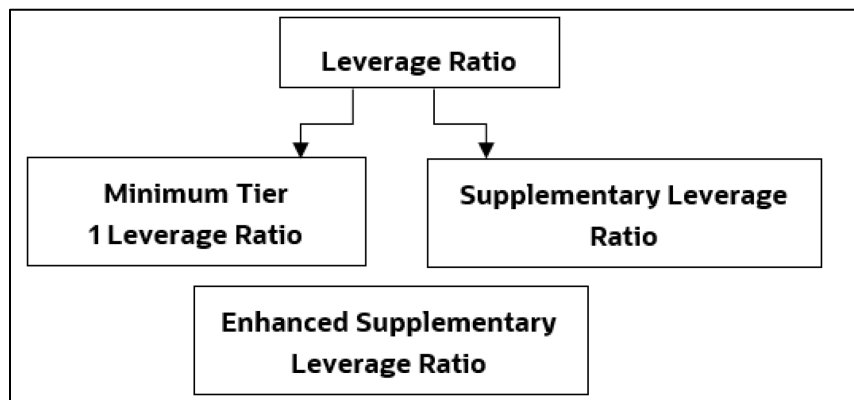 Leverage Ratio
Minimum Tier
1 Leverage Ratio
Supplementary Leverage
Ratio
Enhanced Supplementary
Leverage Ratio